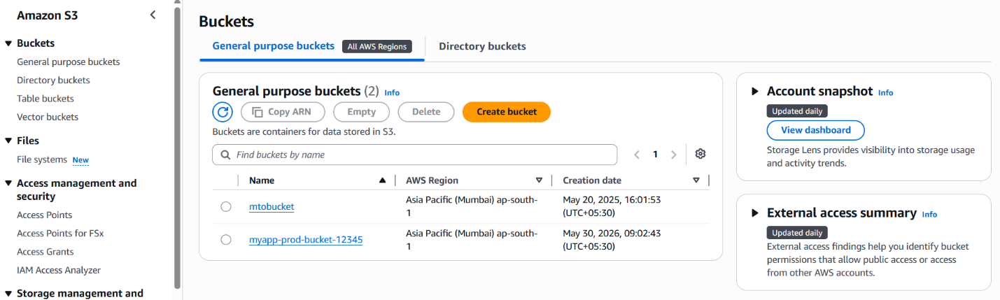 Amazon S3
Buckets
General purpose buckets
Directory buckets
Table buckets
Vector buckets
Files
File systems New
Access management and
security
Access Points
Access Points for FSx
Access Grants
IAM Access Analyzer
Storage management and
Buckets
General purpose buckets All AWS Regions Directory buckets
General purpose buckets (2) Info
Copy ARN Empty Delete Create bucket
Buckets are containers for data stored in S3.
Find buckets by name 1
Name AWS Region Creation date
mtobucket Asia Pacific (Mumbai) ap-south- May 20, 2025, 16:01:53
1 (UTC+05:30)
myapp-prod-bucket-12345 Asia Pacific (Mumbai) ap-south- May 30, 2026, 09:02:43
1 (UTC+05:30)
Account snapshot Info
Updated daily
View dashboard
Storage Lens provides visibility into storage usage
and activity trends.
External access summary Info
Updated daily
External access findings help you identify bucket
permissions that allow public access or access
from other AWS accounts.